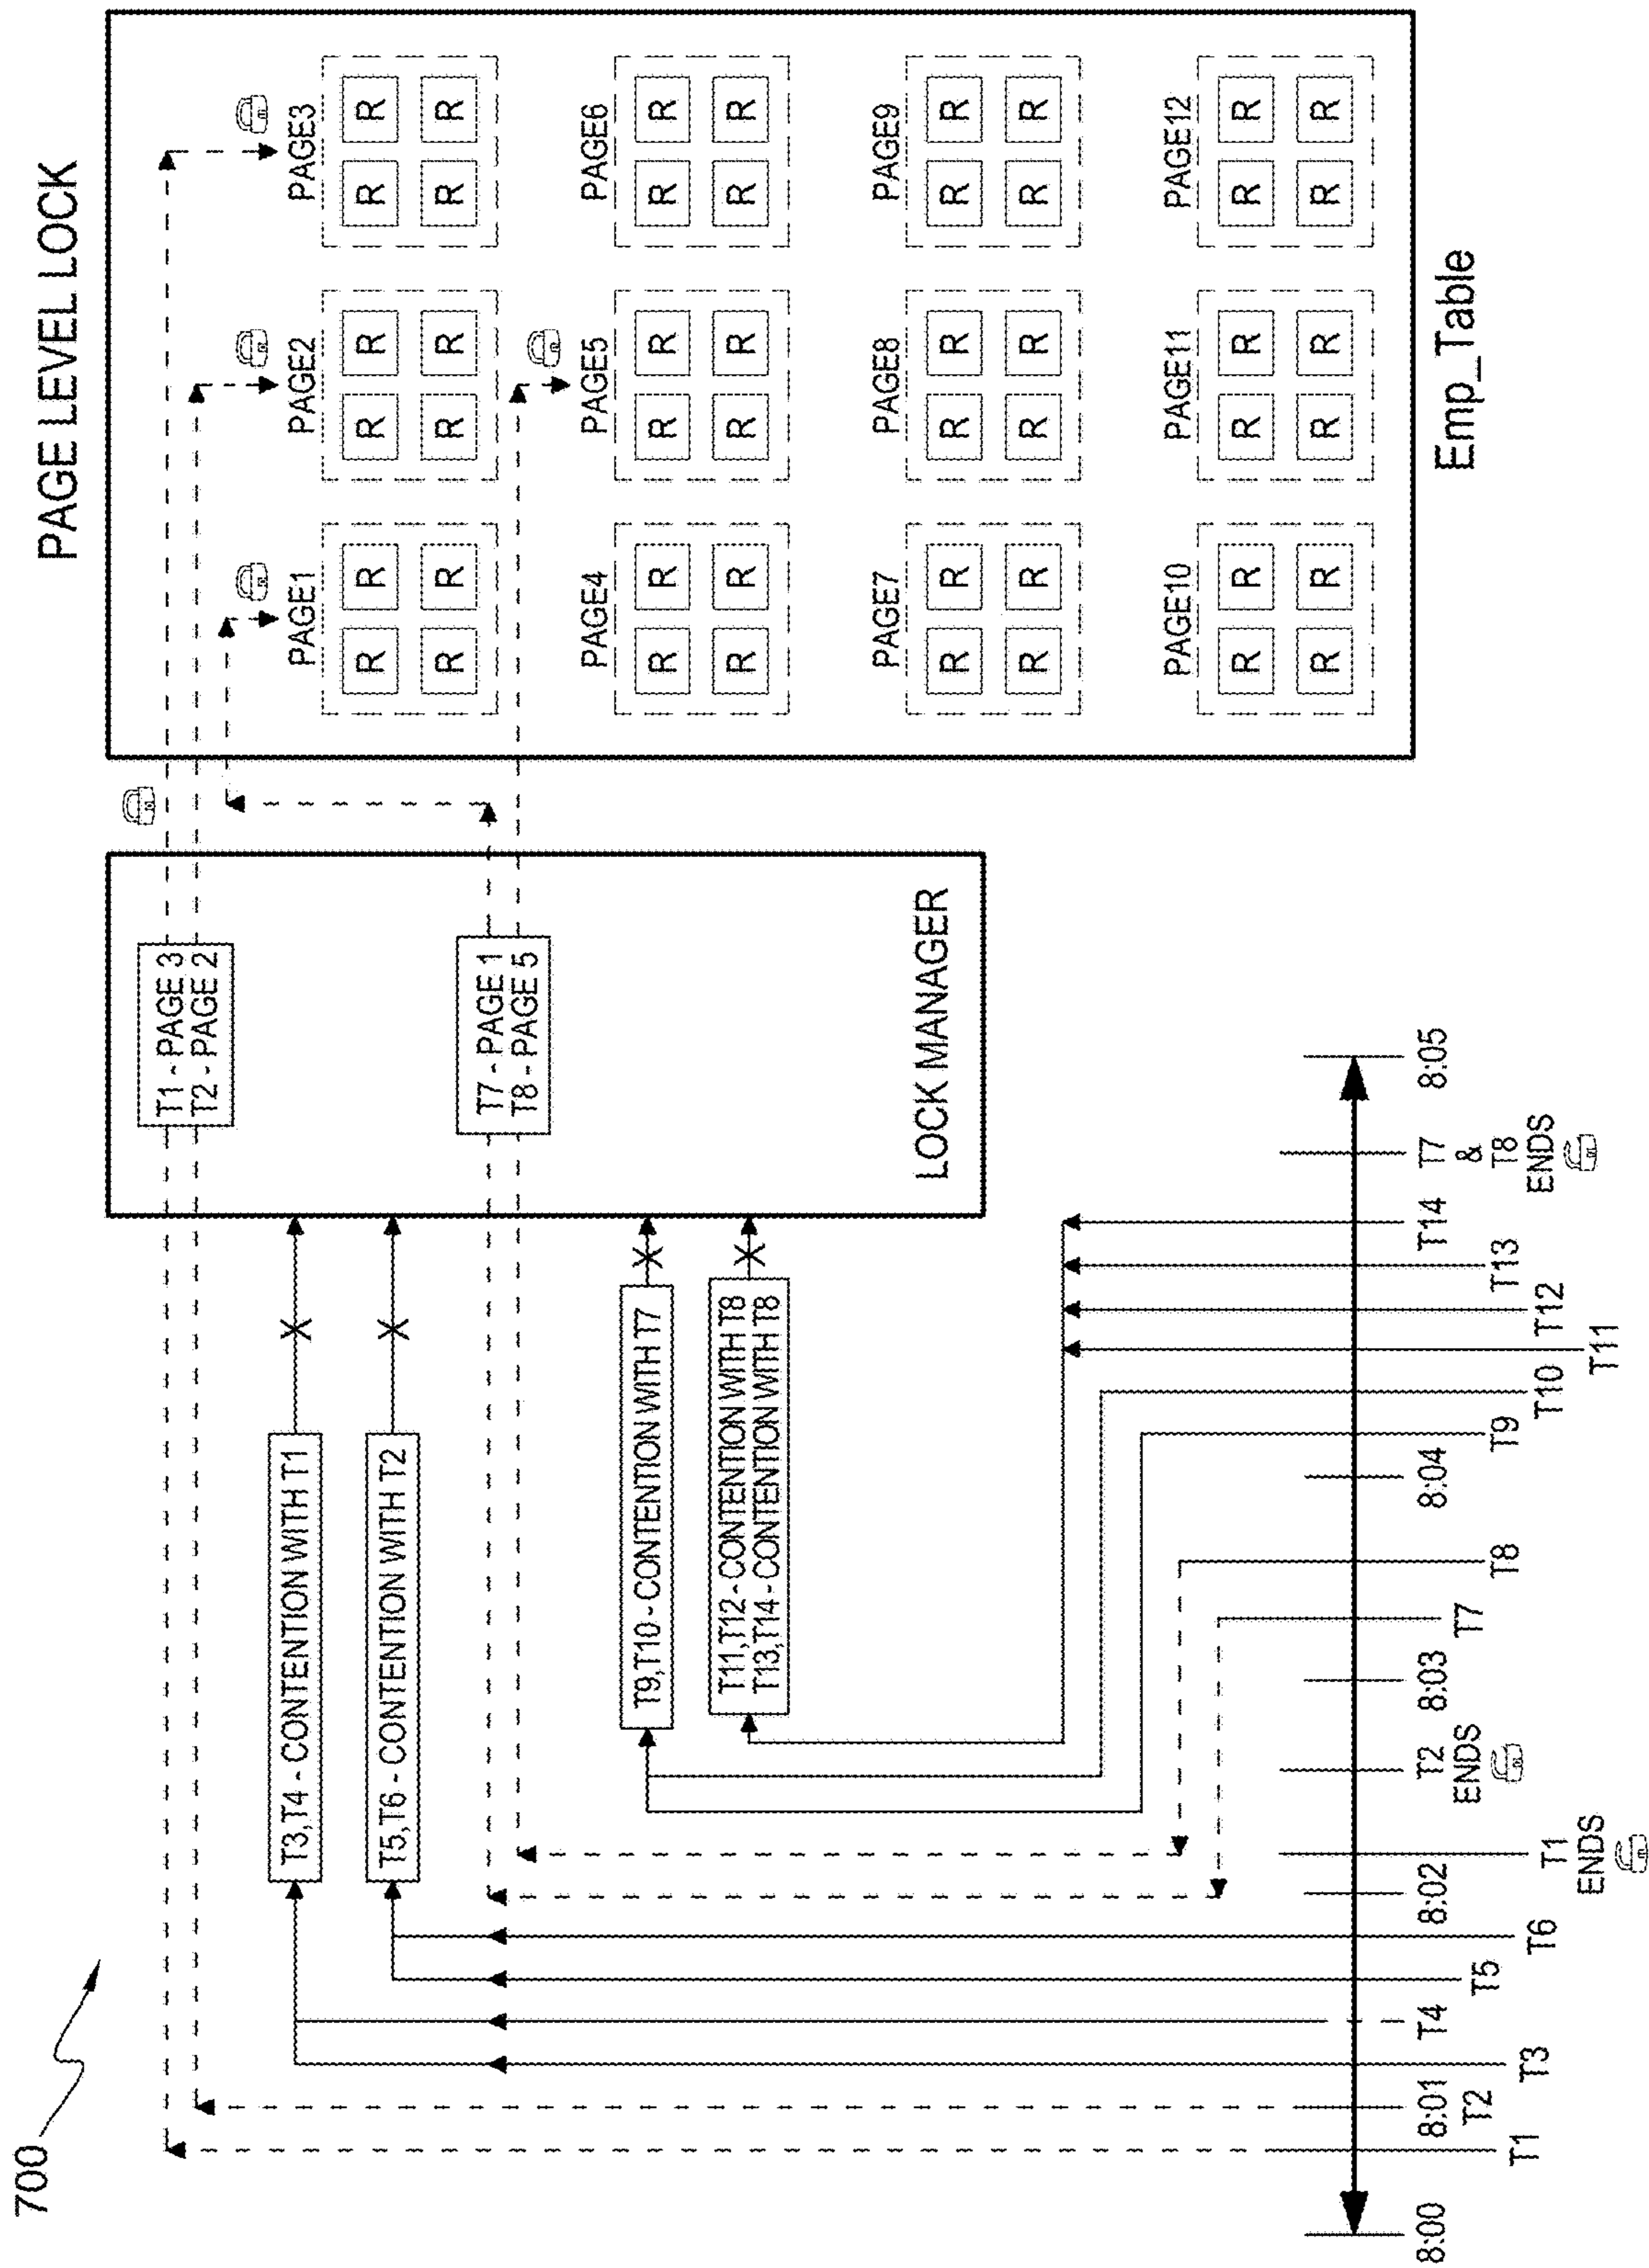 700
PAGE LEVEL LOCK
T1 - PAGE 3
T2 - PAGE 2
T3,T4 - CONTENTION WITH T1
T5,T6 - CONTENTION WITH T2
T7 - PAGE 1
T8 - PAGE 5
T9,T10 - CONTENTION WITH T7
T11,T12 - CONTENTION WITH T8
T13,T14 - CONTENTION WITH T8
LOCK MANAGER
PAGE1 PAGE2 PAGE3
R R R R R R
R R R R R R
PAGE4 PAGE5 PAGE6
R R R R R R
R R R R R R
PAGE7 PAGE8 PAGE9
R R R R R R
R R R R R R
PAGE10 PAGE11 PAGE12
R R R R R R
R R R R R R
Emp_Table
8:00
T1
8:01
T2
T3
T4
T5
T6
8:02
T1
ENDS
T2
ENDS
8:03
T7
T8
8:04
T9
T10
T11
T12
T13
T14
T7
&
T8
ENDS
8:05